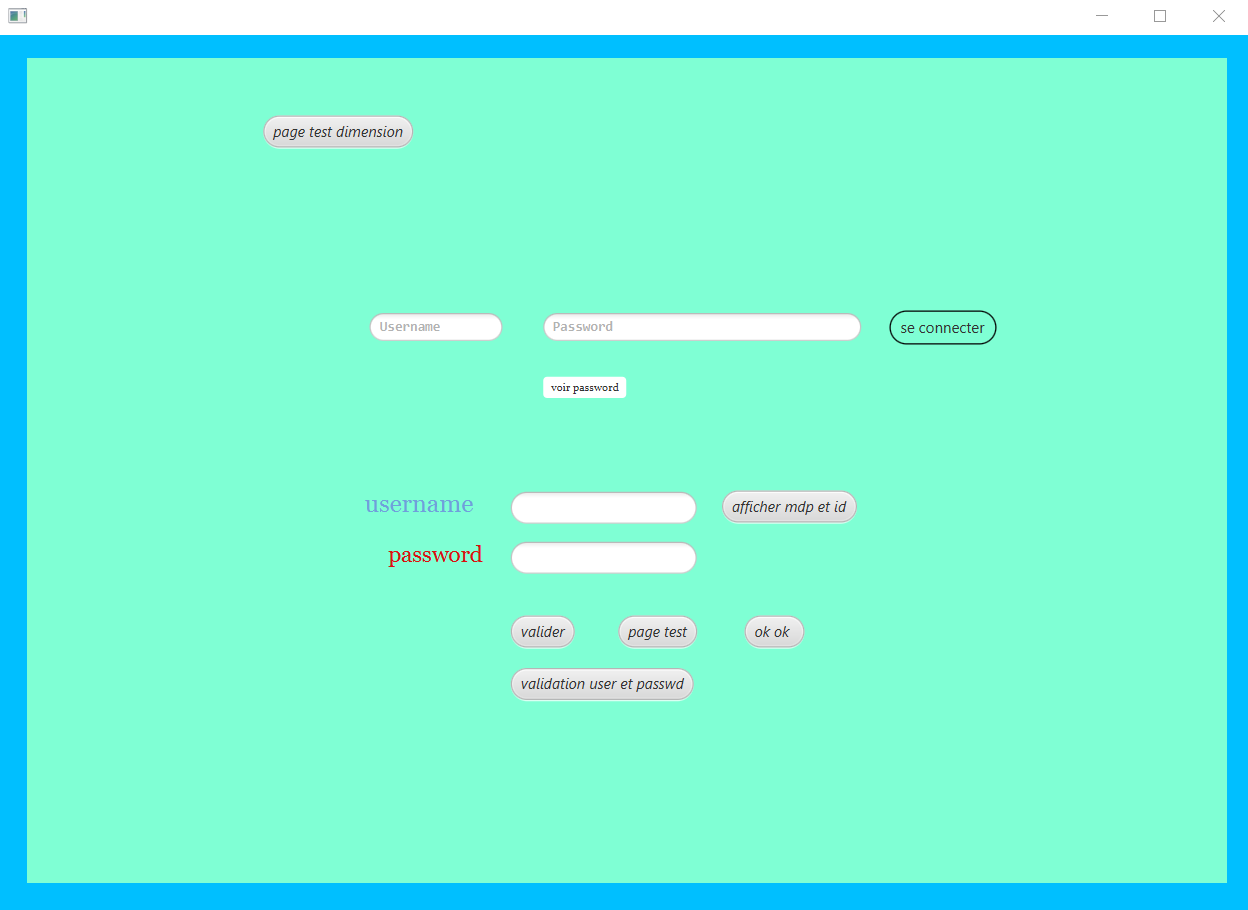 page test dimension
Username
Password
se connecter
voir password
username
afficher mdp et id
password
valider
page test
ok ok
validation user et passwd